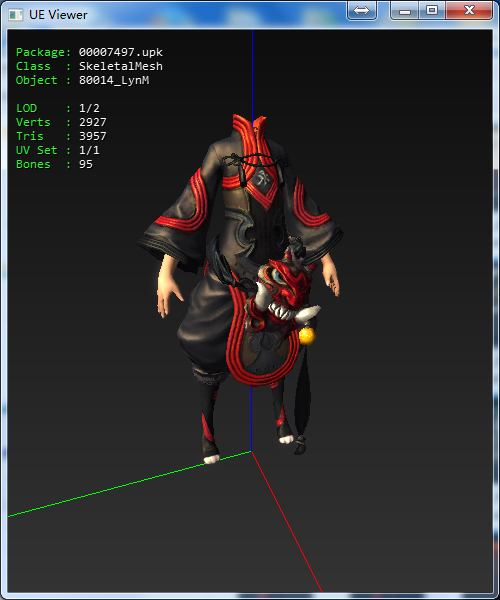 UE Viewer
Package: 00007497.upk
Class : SkeletalMesh
Object : 80014_LynM
LOD : 1/2
Verts : 2927
Tris : 3957
UV Set : 1/1
Bones : 95